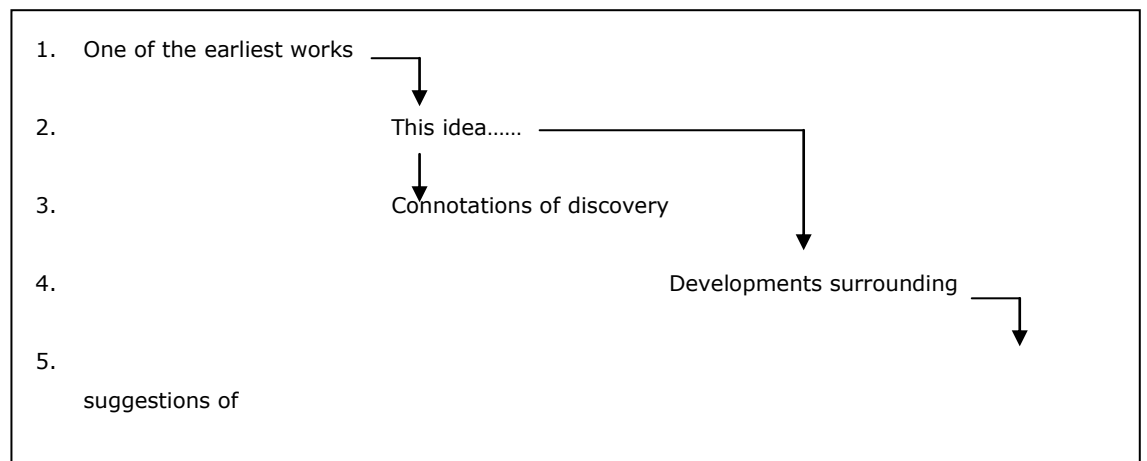 1. One of the earliest works
2. This idea......
3. Connotations of discovery
4. Developments surrounding
5.
suggestions of